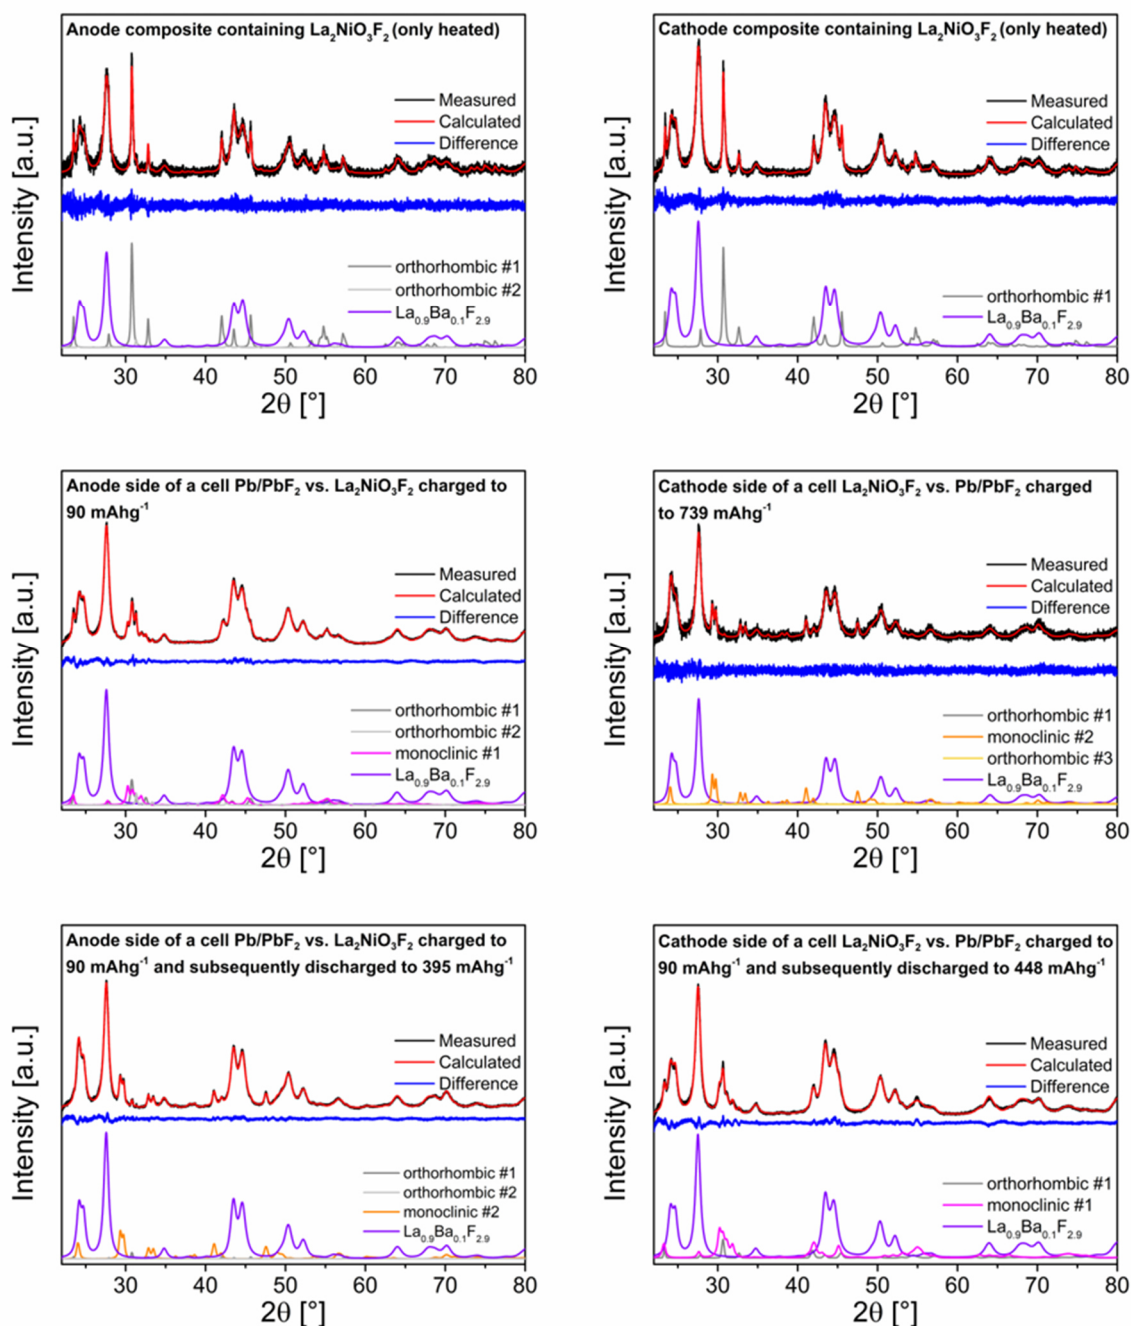 Anode composite containing La₂NiO₃F₂ (only heated)
Measured
Calculated
Difference
orthorhombic #1
orthorhombic #2
La₀.₉Ba₀.₁F₂.₉
Intensity [a.u.]
30 40 50 60 70 80
2θ [°]
Cathode composite containing La₂NiO₃F₂ (only heated)
Measured
Calculated
Difference
orthorhombic #1
La₀.₉Ba₀.₁F₂.₉
Intensity [a.u.]
30 40 50 60 70 80
2θ [°]
Anode side of a cell Pb/PbF₂ vs. La₂NiO₃F₂ charged to
90 mAhg⁻¹
Measured
Calculated
Difference
orthorhombic #1
orthorhombic #2
monoclinic #1
La₀.₉Ba₀.₁F₂.₉
Intensity [a.u.]
30 40 50 60 70 80
2θ [°]
Cathode side of a cell La₂NiO₃F₂ vs. Pb/PbF₂ charged
to 739 mAhg⁻¹
Measured
Calculated
Difference
orthorhombic #1
monoclinic #2
orthorhombic #3
La₀.₉Ba₀.₁F₂.₉
Intensity [a.u.]
30 40 50 60 70 80
2θ [°]
Anode side of a cell Pb/PbF₂ vs. La₂NiO₃F₂ charged to
90 mAhg⁻¹ and subsequently discharged to 395 mAhg⁻¹
Measured
Calculated
Difference
orthorhombic #1
orthorhombic #2
monoclinic #2
La₀.₉Ba₀.₁F₂.₉
Intensity [a.u.]
30 40 50 60 70 80
2θ [°]
Cathode side of a cell La₂NiO₃F₂ vs. Pb/PbF₂ charged to
90 mAhg⁻¹ and subsequently discharged to 448 mAhg⁻¹
Measured
Calculated
Difference
orthorhombic #1
monoclinic #1
La₀.₉Ba₀.₁F₂.₉
Intensity [a.u.]
30 40 50 60 70 80
2θ [°]